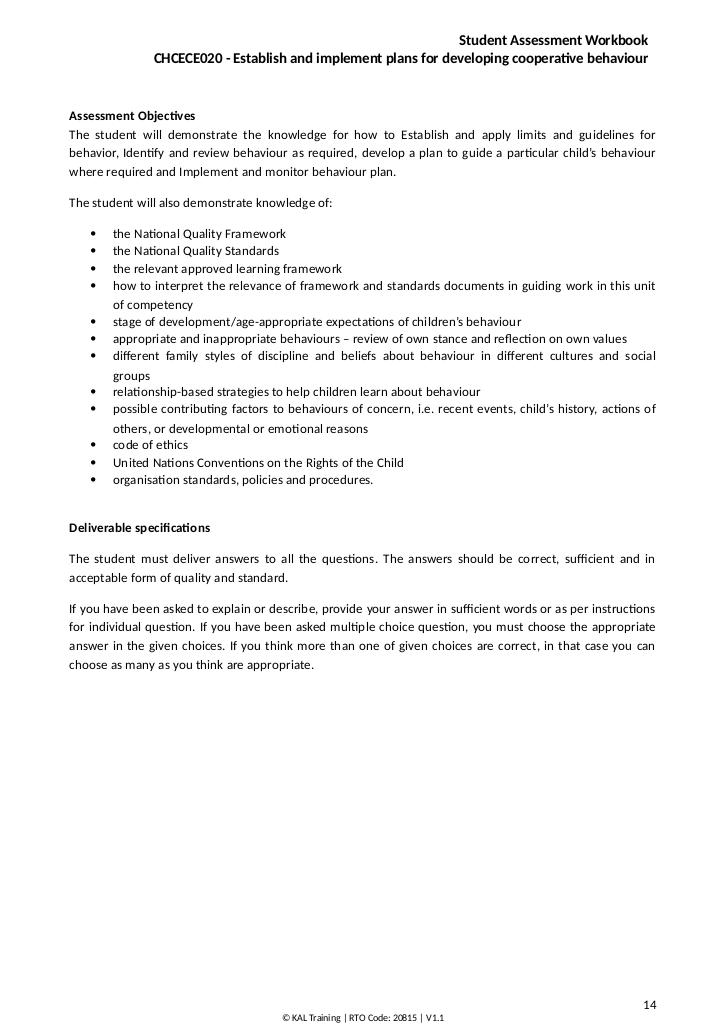 Student Assessment Workbook
CHCECE020 - Establish and implement plans for developing cooperative behaviour
Assessment Objectives
The student will demonstrate the knowledge for how to Establish and apply limits and guidelines for
behavior, Identify and review behaviour as required, develop a plan to guide a particular child's behaviour
where required and Implement and monitor behaviour plan.
The student will also demonstrate knowledge of:
• the National Quality Framework
• the National Quality Standards
• the relevant approved learning framework
• how to interpret the relevance of framework and standards documents in guiding work in this unit
of competency
• stage of development/age-appropriate expectations of children's behaviour
• appropriate and inappropriate behaviours – review of own stance and reflection on own values
• different family styles of discipline and beliefs about behaviour in different cultures and social
groups
• relationship-based strategies to help children learn about behaviour
• possible contributing factors to behaviours of concern, i.e. recent events, child's history, actions of
others, or developmental or emotional reasons
• code of ethics
• United Nations Conventions on the Rights of the Child
• organisation standards, policies and procedures.
Deliverable specifications
The student must deliver answers to all the questions. The answers should be correct, sufficient and in
acceptable form of quality and standard.
If you have been asked to explain or describe, provide your answer in sufficient words or as per instructions
for individual question. If you have been asked multiple choice question, you must choose the appropriate
answer in the given choices. If you think more than one of given choices are correct, in that case you can
choose as many as you think are appropriate.
14
© KAL Training | RTO Code: 20815 | V1.1